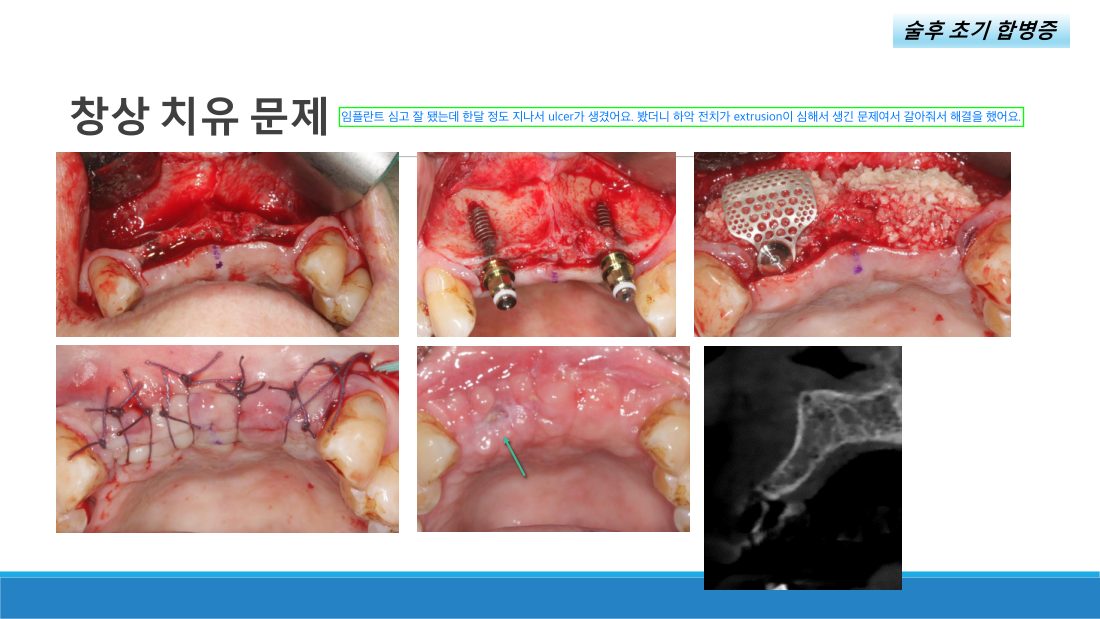 술후 초기 합병증
창상 치유 문제
임플란트 심고 잘 됐는데 한달 정도 지나서 ulcer가 생겼어요. 봤더니 하악 전치가 extrusion이 심해서 생긴 문제여서 갈아줘서 해결을 했어요.